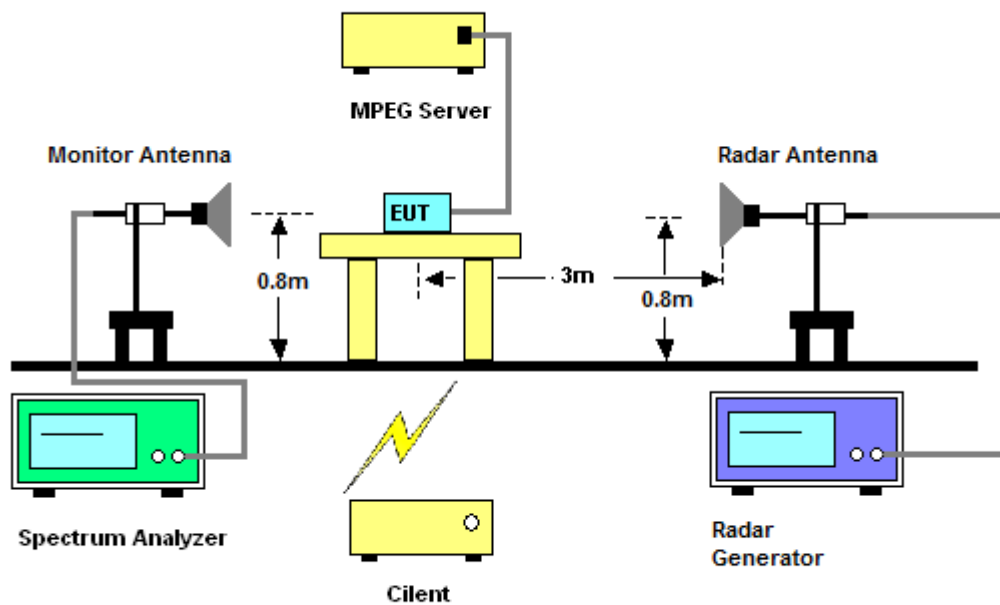 MPEG Server
Monitor Antenna
Radar Antenna
EUT
0.8m
3m
0.8m
Spectrum Analyzer
Radar
Generator
Cilent